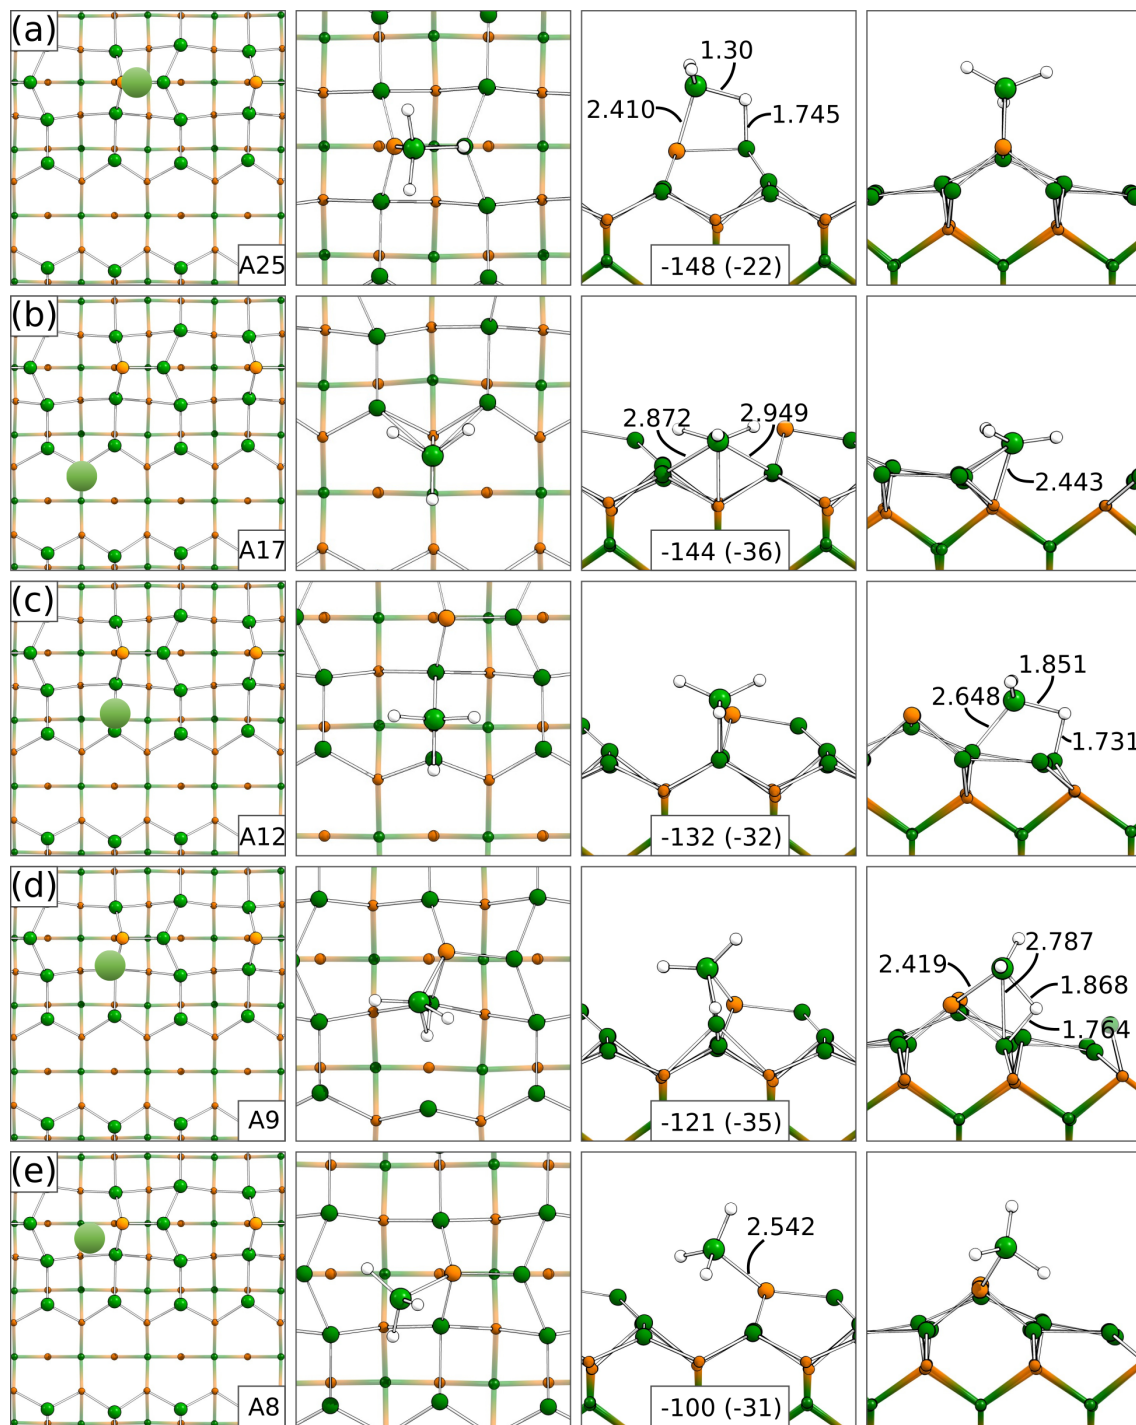 (a)
A25
2.410
1.30
1.745
-148 (-22)
(b)
A17
2.872
2.949
-144 (-36)
2.443
(c)
A12
-132 (-32)
2.648
1.851
1.731
(d)
A9
-121 (-35)
2.419
2.787
1.868
1.764
(e)
A8
2.542
-100 (-31)